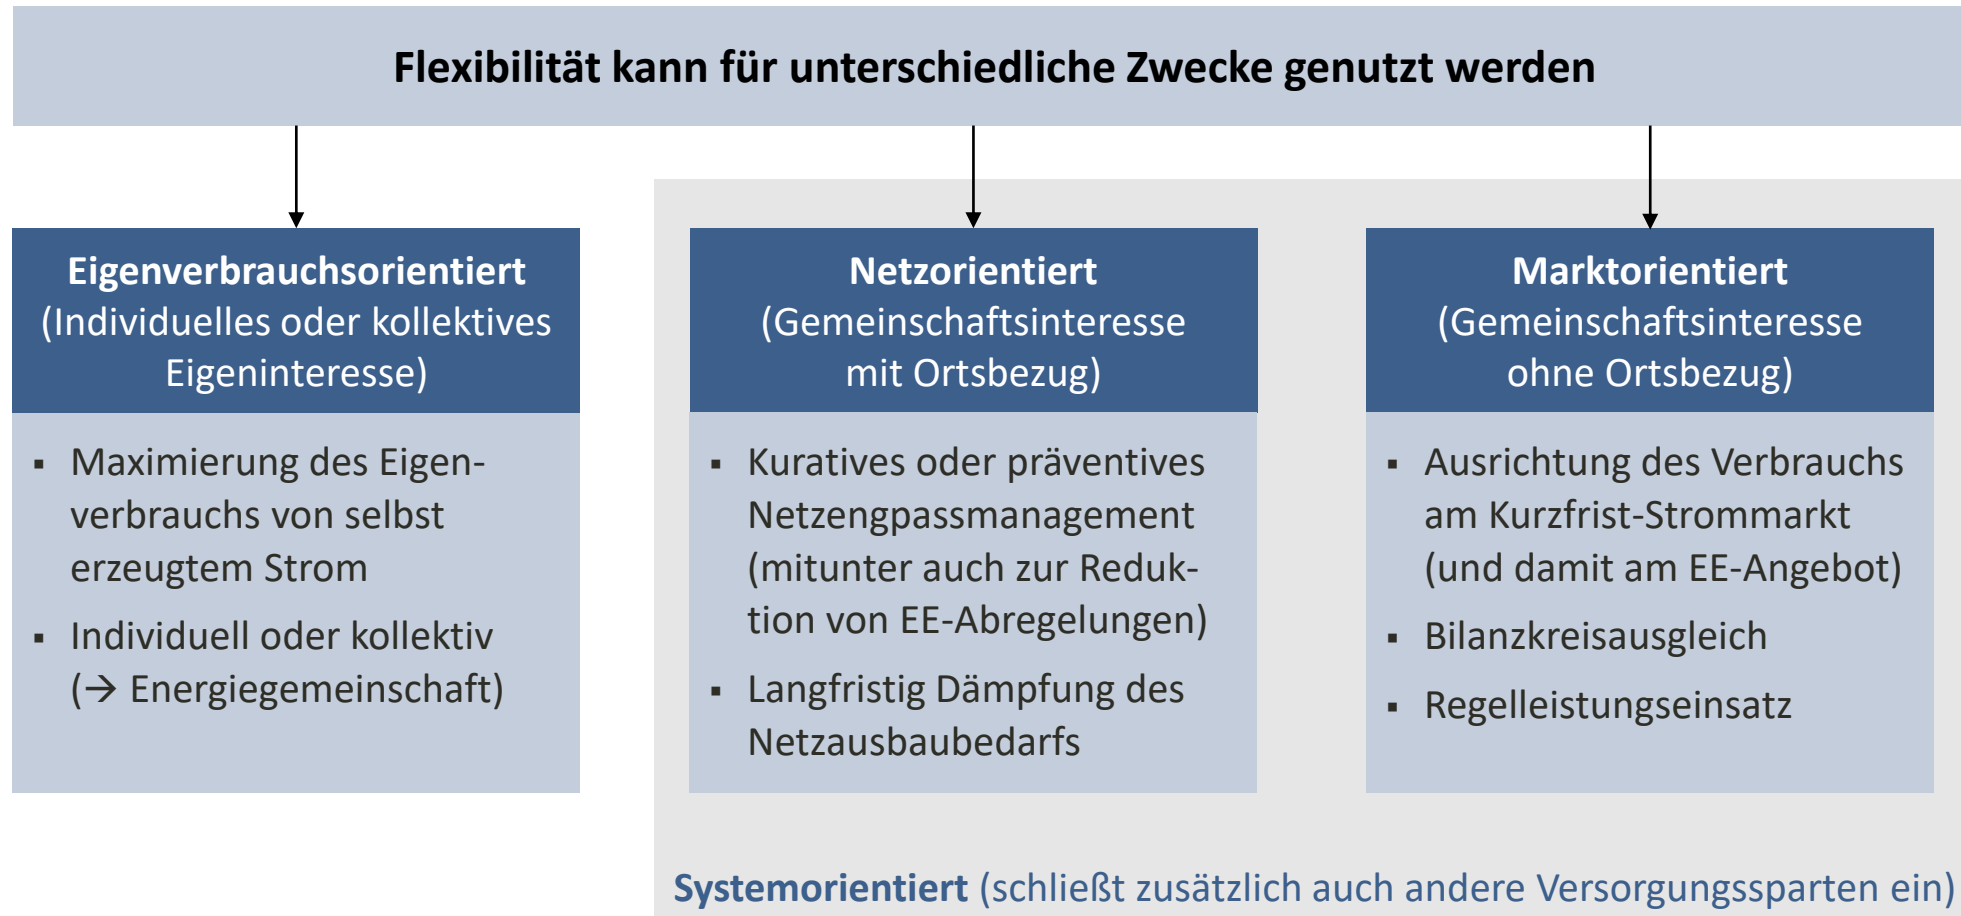 Flexibilität kann für unterschiedliche Zwecke genutzt werden
Eigenverbrauchsorientiert
(Individuelles oder kollektives
Eigeninteresse)
▪ Maximierung des Eigen-
verbrauchs von selbst
erzeugtem Strom
▪ Individuell oder kollektiv
(→ Energiegemeinschaft)
Netzorientiert
(Gemeinschaftsinteresse
mit Ortsbezug)
▪ Kuratives oder präventives
Netzengpassmanagement
(mitunter auch zur Reduk-
tion von EE-Abregelungen)
▪ Langfristig Dämpfung des
Netzausbaubedarfs
Marktorientiert
(Gemeinschaftsinteresse
ohne Ortsbezug)
▪ Ausrichtung des Verbrauchs
am Kurzfrist-Strommarkt
(und damit am EE-Angebot)
▪ Bilanzkreisausgleich
▪ Regelleistungseinsatz
Systemorientiert (schließt zusätzlich auch andere Versorgungssparten ein)